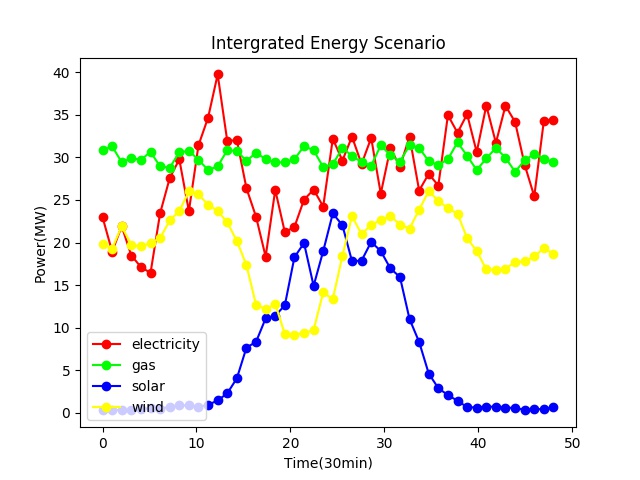 Intergrated Energy Scenario
Power(MW)
40
35
30
25
20
15
10
5
0
electricity
gas
solar
wind
0 10 20 30 40 50
Time(30min)